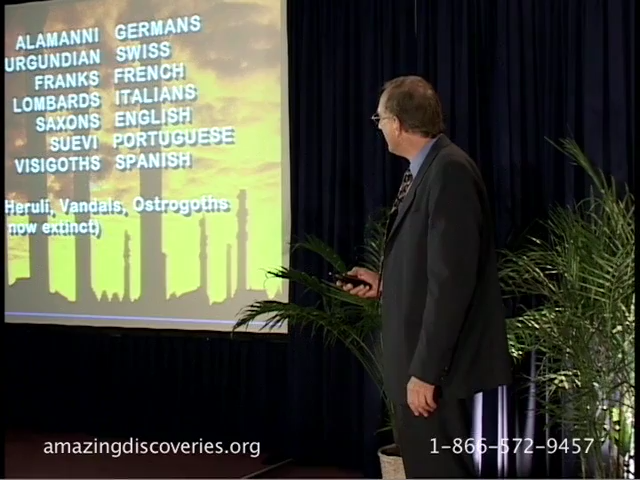 ALAMANNI GERMANS
URGUNDIAN SWISS
FRANKS FRENCH
LOMBARDS ITALIANS
SAXONS ENGLISH
SUEVI PORTUGUESE
VISIGOTHS SPANISH
Heruli, Vandals, Ostrogoths
now extinct)
amazingdiscoveries.org
1-866-572-9457